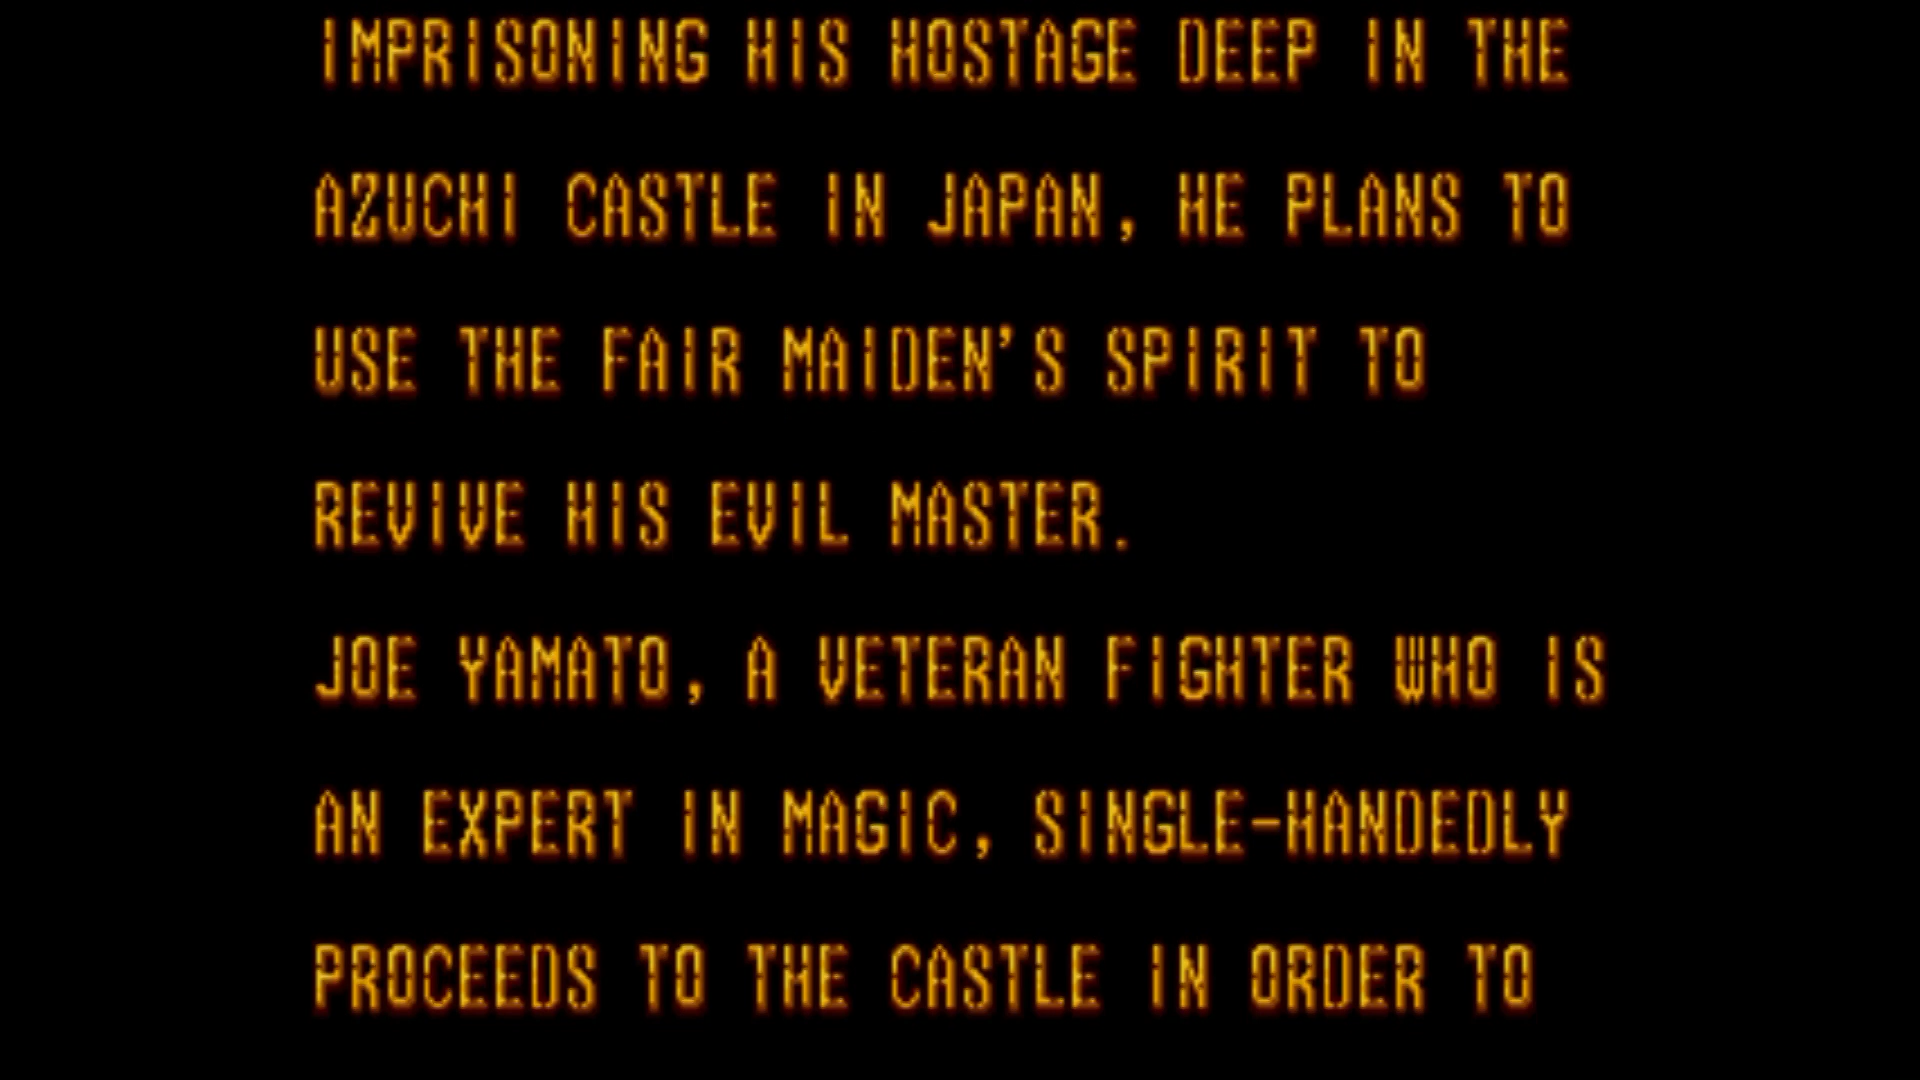 IMPRISONING HIS HOSTAGE DEEP IN THE
AZUCHI CASTLE IN JAPAN, HE PLANS TO
USE THE FAIR MAIDEN'S SPIRIT TO
REVIVE HIS EVIL MASTER.
JOE YAMATO, A VETERAN FIGHTER WHO IS
AN EXPERT IN MAGIC, SINGLE-HANDEDLY
PROCEEDS TO THE CASTLE IN ORDER TO